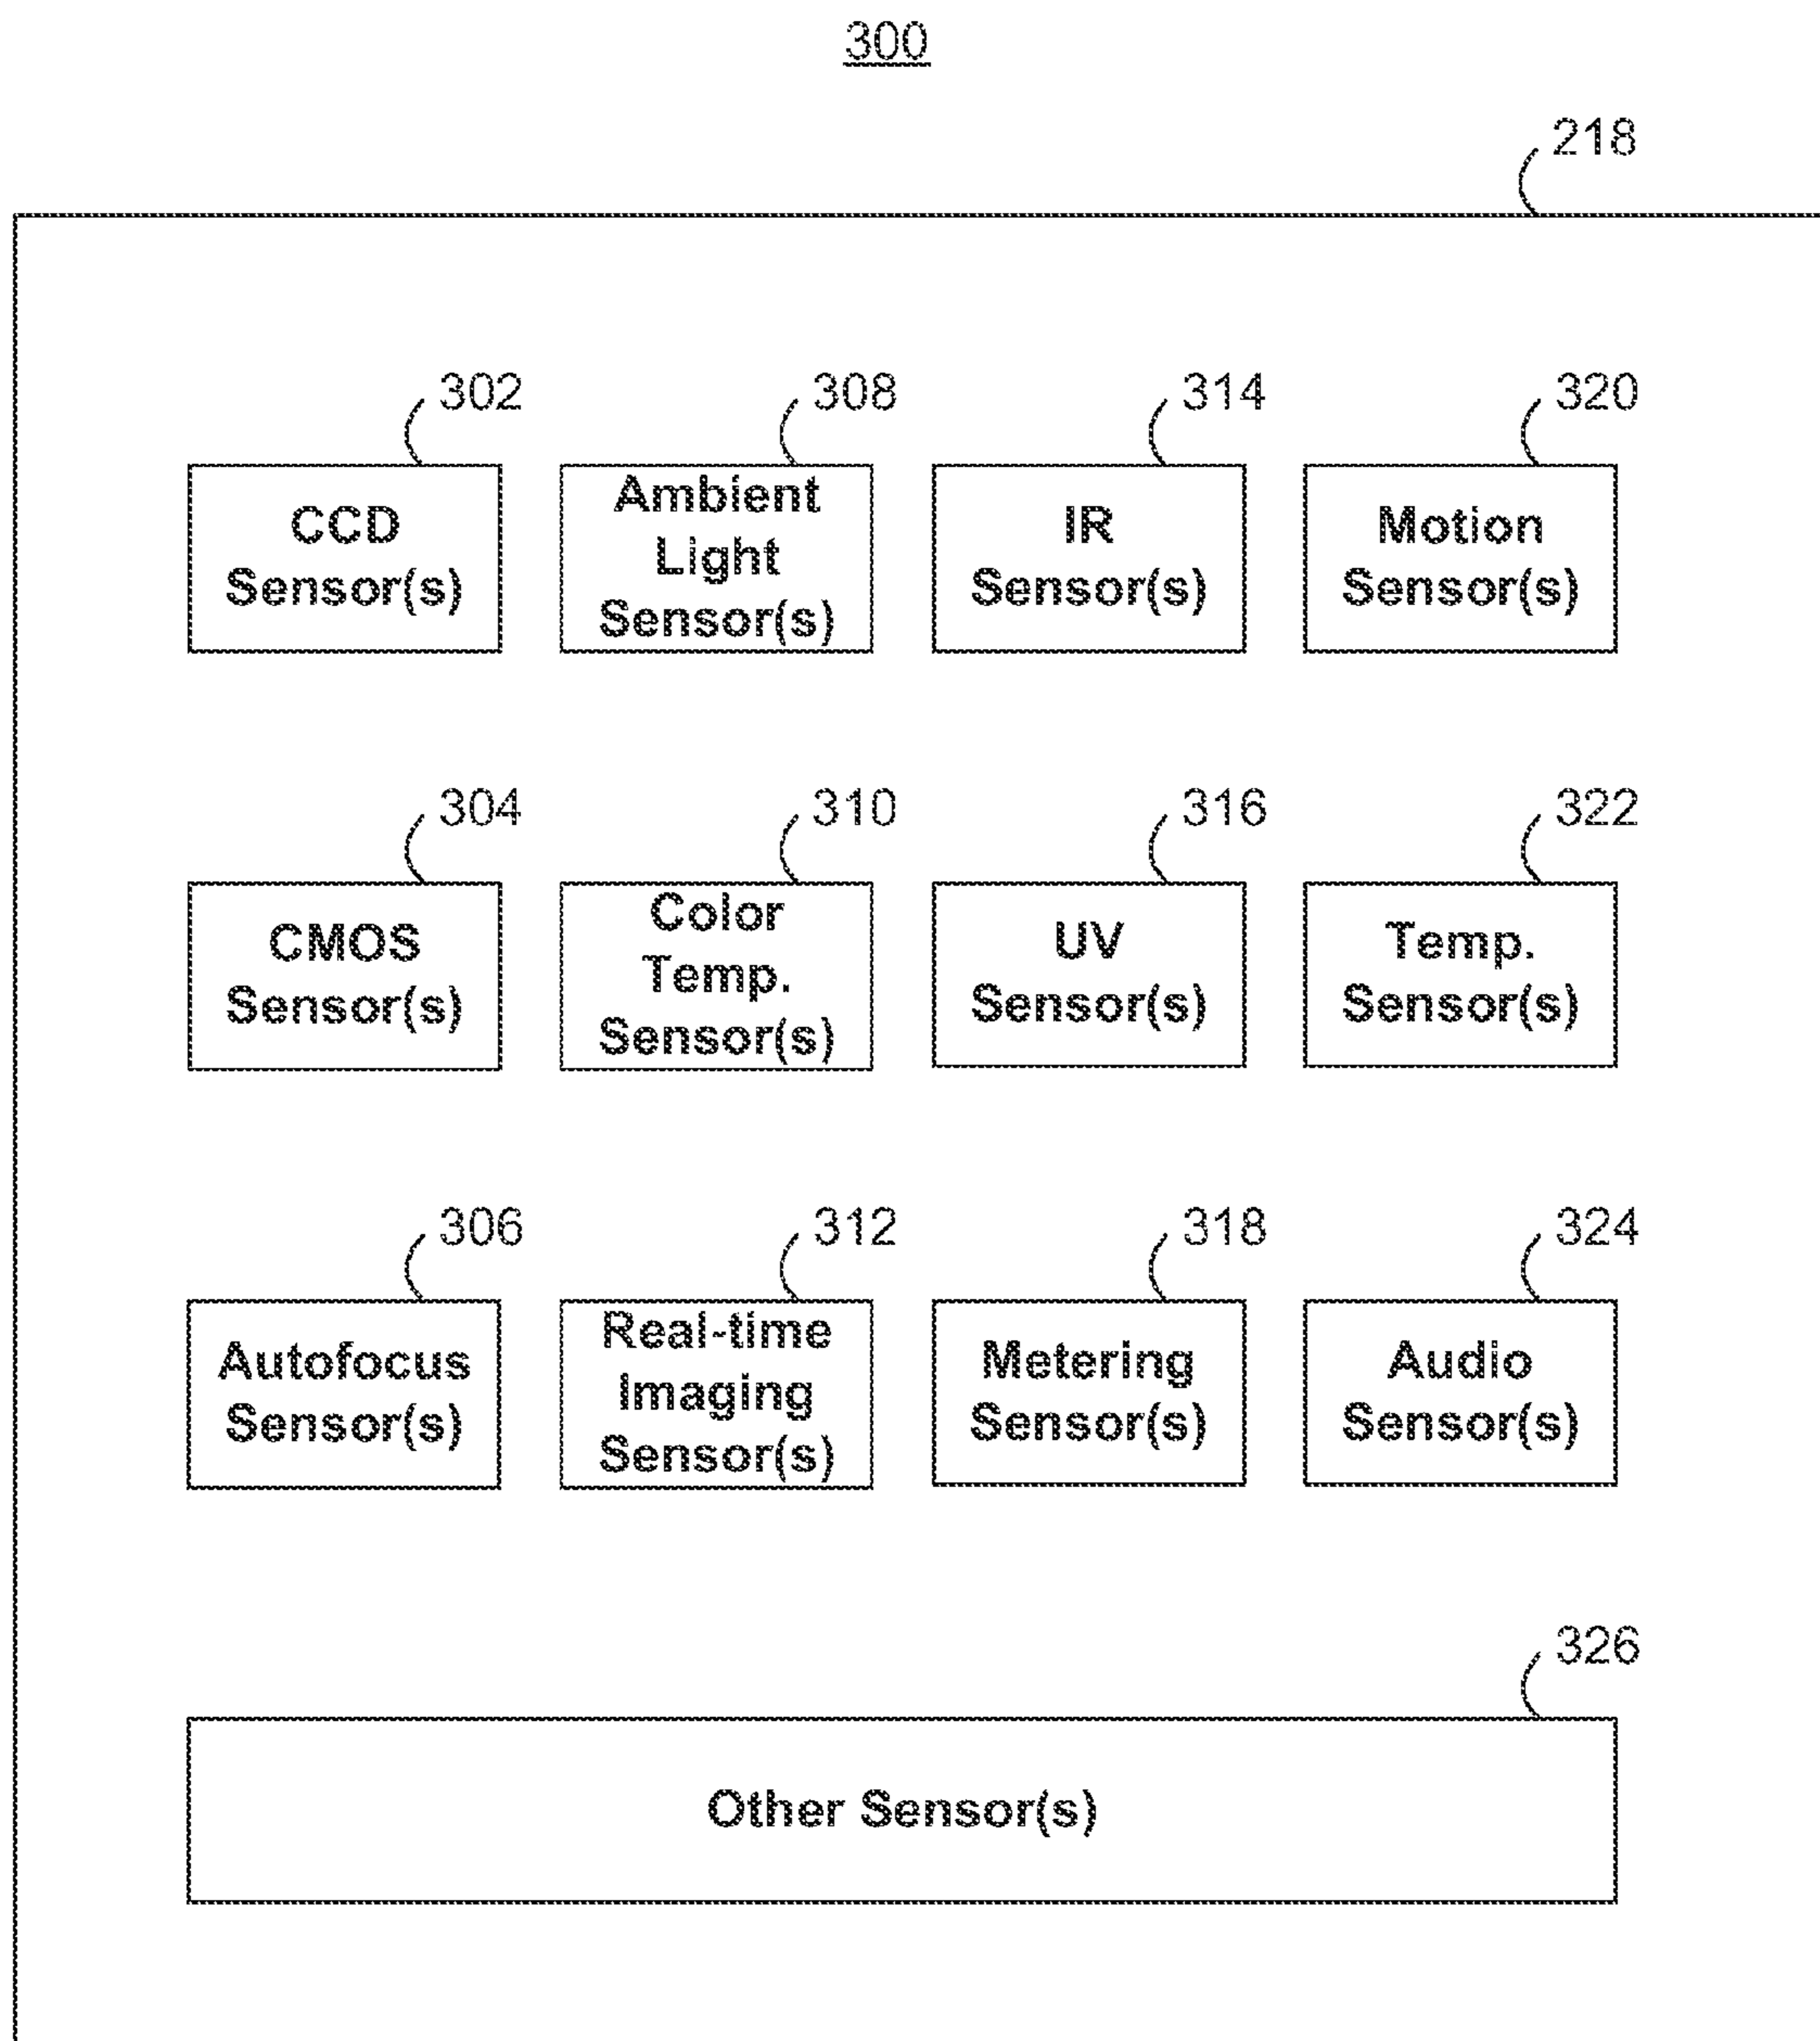 300
218
302
308
314
320
CCD
Sensor(s)
Ambient
Light
Sensor(s)
IR
Sensor(s)
Motion
Sensor(s)
304
310
316
322
CMOS
Sensor(s)
Color
Temp.
Sensor(s)
UV
Sensor(s)
Temp.
Sensor(s)
306
312
318
324
Autofocus
Sensor(s)
Real-time
Imaging
Sensor(s)
Metering
Sensor(s)
Audio
Sensor(s)
326
Other Sensor(s)